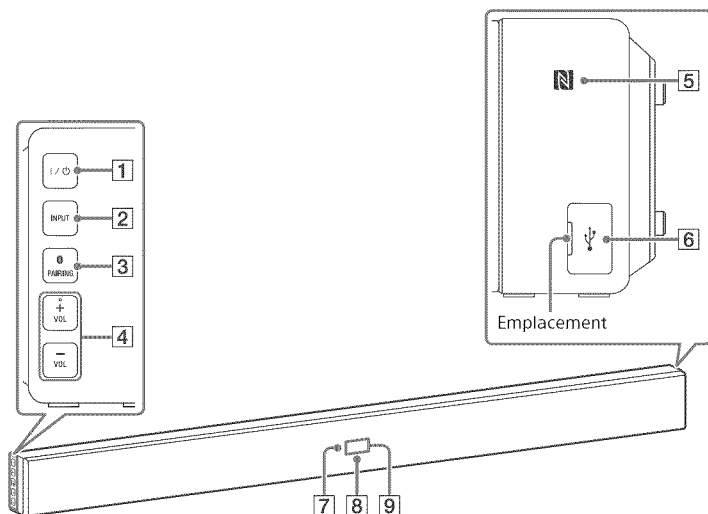 1
INPUT
2
PAIRING
3
+
VOL
4
–
VOL
5
6
Emplacement
7 8 9